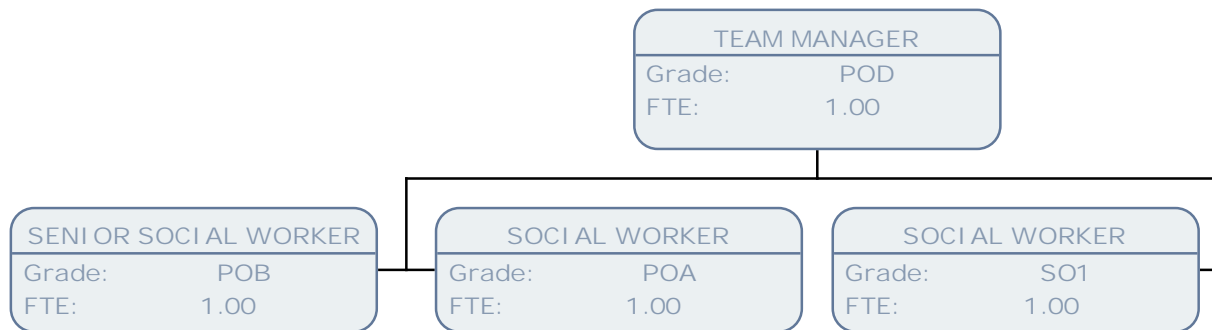 TEAM MANAGER
Grade: POD
FTE: 1.00
SENIOR SOCIAL WORKER
Grade: POB
FTE: 1.00
SOCIAL WORKER
Grade: POA
FTE: 1.00
SOCIAL WORKER
Grade: SO1
FTE: 1.00